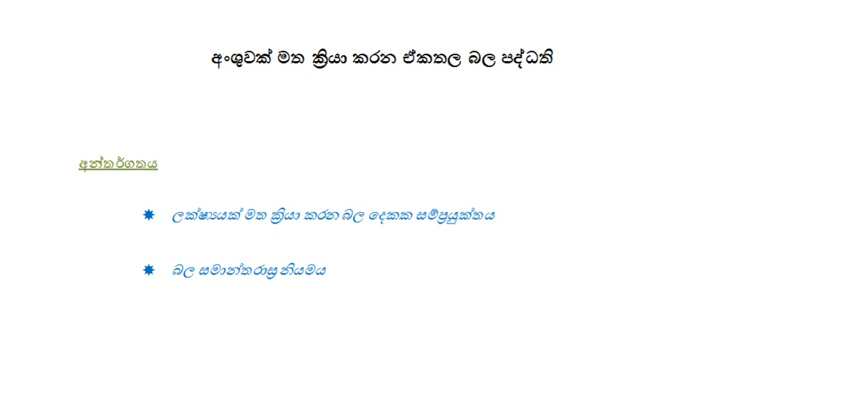 අංශුවක් මත ක්‍රියා කරන ඒකතල බල පද්ධති
අන්තර්ගතය
✸ ලක්ෂ්‍යයක් මත ක්‍රියා කරන බල දෙකක සම්ප්‍රයුක්තය
✸ බල සමාන්තරාස්‍ර නියමය